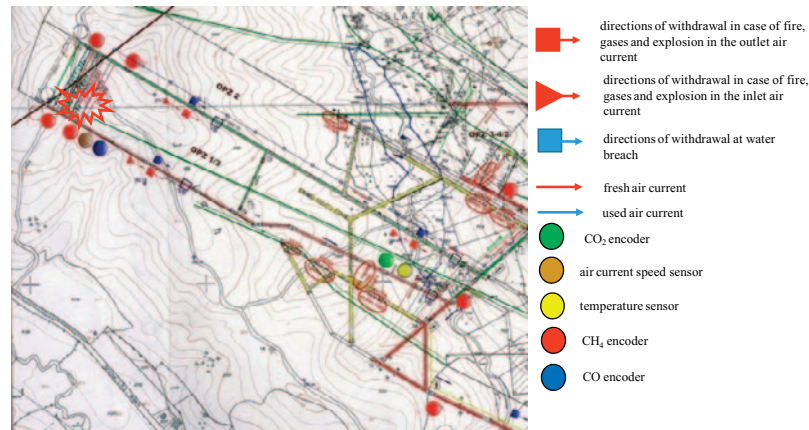 OPZ 2
OPZ 1/2
directions of withdrawal in case of fire,
gases and explosion in the outlet air
current
directions of withdrawal in case of fire,
gases and explosion in the inlet air
current
directions of withdrawal at water
breach
fresh air current
used air current
CO₂ encoder
air current speed sensor
temperature sensor
CH₄ encoder
CO encoder